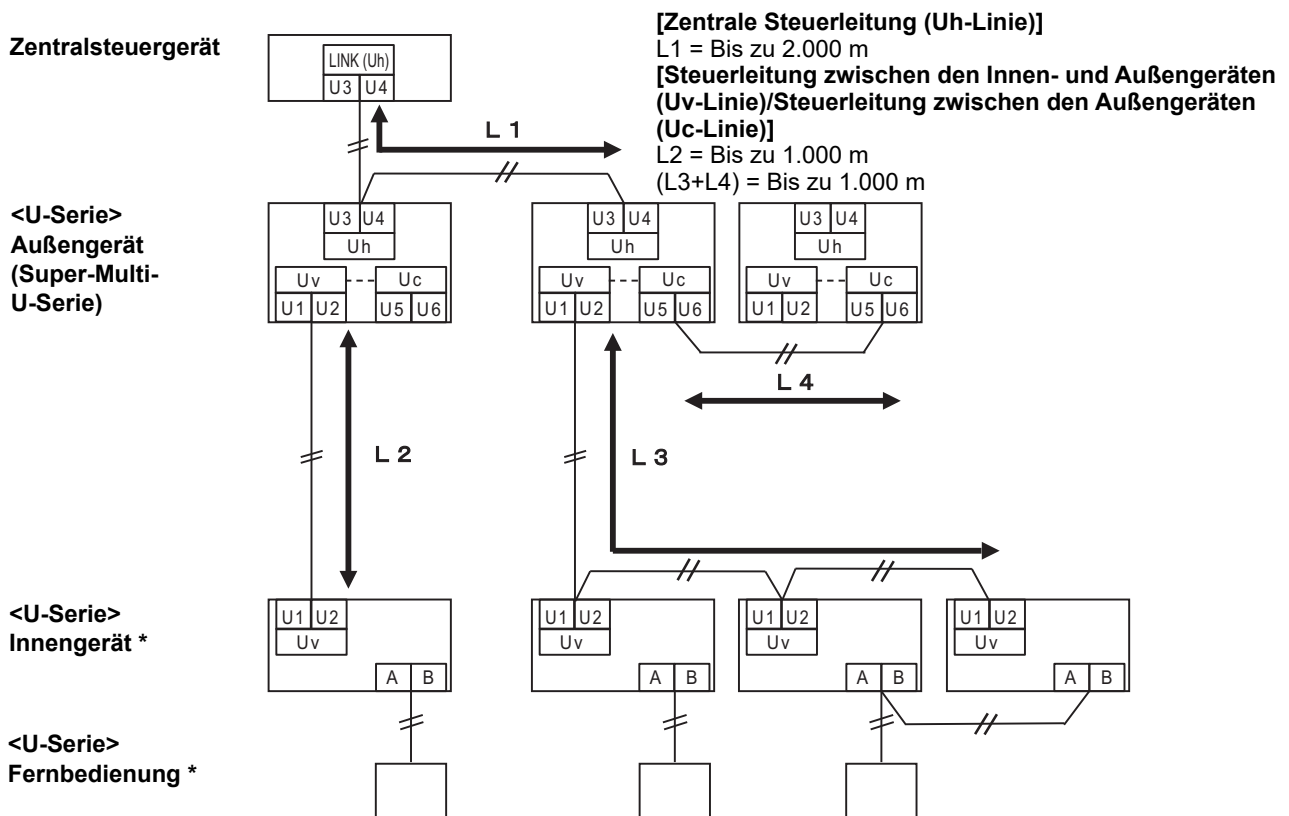 Zentralsteuergerät
LINK (Uh)
U3 U4
[Zentrale Steuerleitung (Uh-Linie)]
L1 = Bis zu 2.000 m
[Steuerleitung zwischen den Innen- und Außengeräten
(Uv-Linie)/Steuerleitung zwischen den Außengeräten
(Uc-Linie)]
L2 = Bis zu 1.000 m
(L3+L4) = Bis zu 1.000 m
L 1
<U-Serie>
Außengerät
(Super-Multi-
U-Serie)
U3 U4
Uh
Uv Uc
U1 U2 U5 U6
U3 U4
Uh
Uv Uc
U1 U2 U5 U6
U3 U4
Uh
Uv Uc
U1 U2 U5 U6
L 4
L 2
L 3
<U-Serie>
Innengerät *
U1 U2
Uv
A B
U1 U2
Uv
A B
U1 U2
Uv
A B
U1 U2
Uv
A B
<U-Serie>
Fernbedienung *